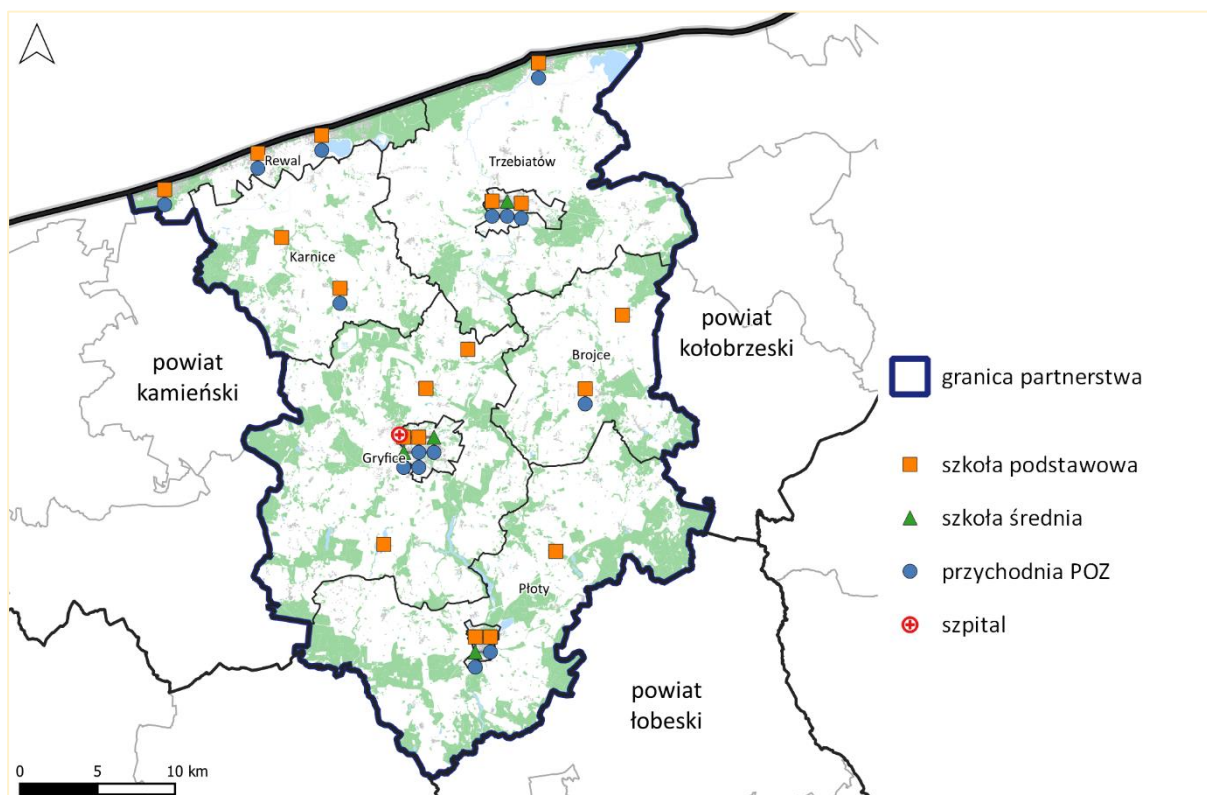 Rewal
Trzebiatów
Karnice
powiat
kamieński
Brojce
powiat
kołobrzeski
Gryfice
Płoty
powiat
łobeski
granica partnerstwa
szkoła podstawowa
szkoła średnia
przychodnia POZ
szpital
0 5 10 km